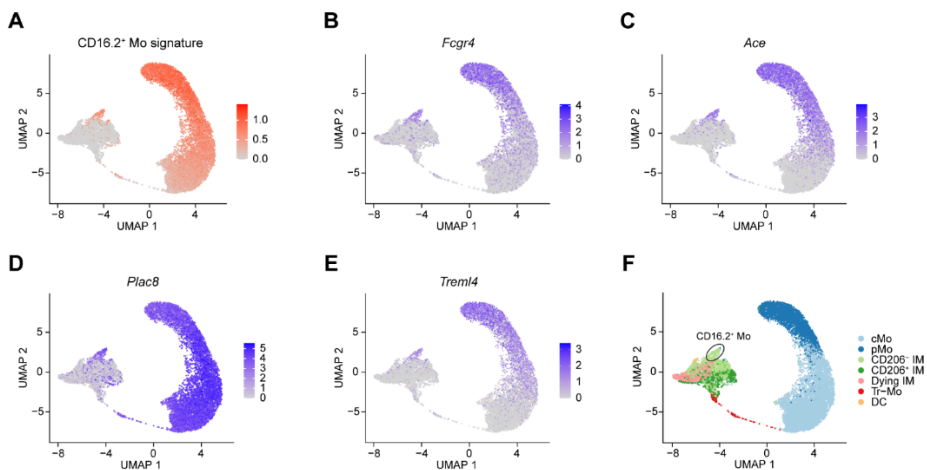 A
CD16.2⁺ Mo signature
UMAP 2
5
0
−5
−8
−4
0
4
UMAP 1
1.0
0.5
0.0
B
Fcgr4
UMAP 2
5
0
−5
−8
−4
0
4
UMAP 1
4
3
2
1
0
C
Ace
UMAP 2
5
0
−5
−8
−4
0
4
UMAP 1
3
2
1
0
D
Plac8
UMAP 2
5
0
−5
−8
−4
0
4
UMAP 1
5
4
3
2
1
0
E
Treml4
UMAP 2
5
0
−5
−8
−4
0
4
UMAP 1
3
2
1
0
F
CD16.2⁺ Mo
UMAP 2
5
0
−5
−8
−4
0
4
UMAP 1
cMo
pMo
CD206⁻ IM
CD206⁺ IM
Dying IM
Tr−Mo
DC